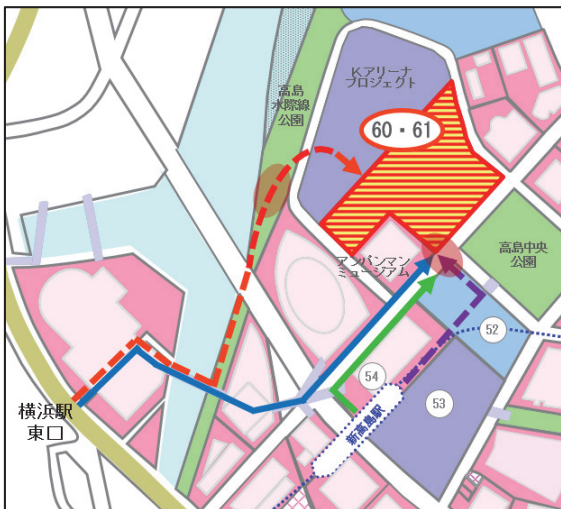 Kアリーナ
プロジェクト
高島
水際線
公園
60・61
アンパンマン
ミュージアム
高島中央
公園
52
54
53
新高島駅
横浜駅
東口